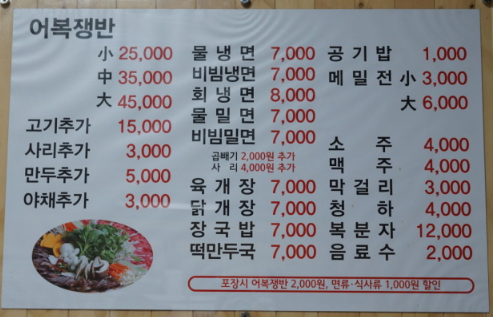 어복쟁반
小 25,000
中 35,000
大 45,000
고기추가 15,000
사리추가 3,000
만두추가 5,000
야채추가 3,000
물냉면 7,000
비빔냉면 7,000
회냉면 8,000
물밀면 7,000
비빔밀면 7,000
곱빼기 2,000원 추가
사 리 4,000원 추가
육개장 7,000
닭개장 7,000
장국밥 7,000
떡만두국 7,000
공기밥 1,000
메밀전 小 3,000
大 6,000
소 주 4,000
맥 주 4,000
막걸리 3,000
청 하 4,000
복분자 12,000
음료수 2,000
포장시 어복쟁반 2,000원, 면류·식사류 1,000원 할인